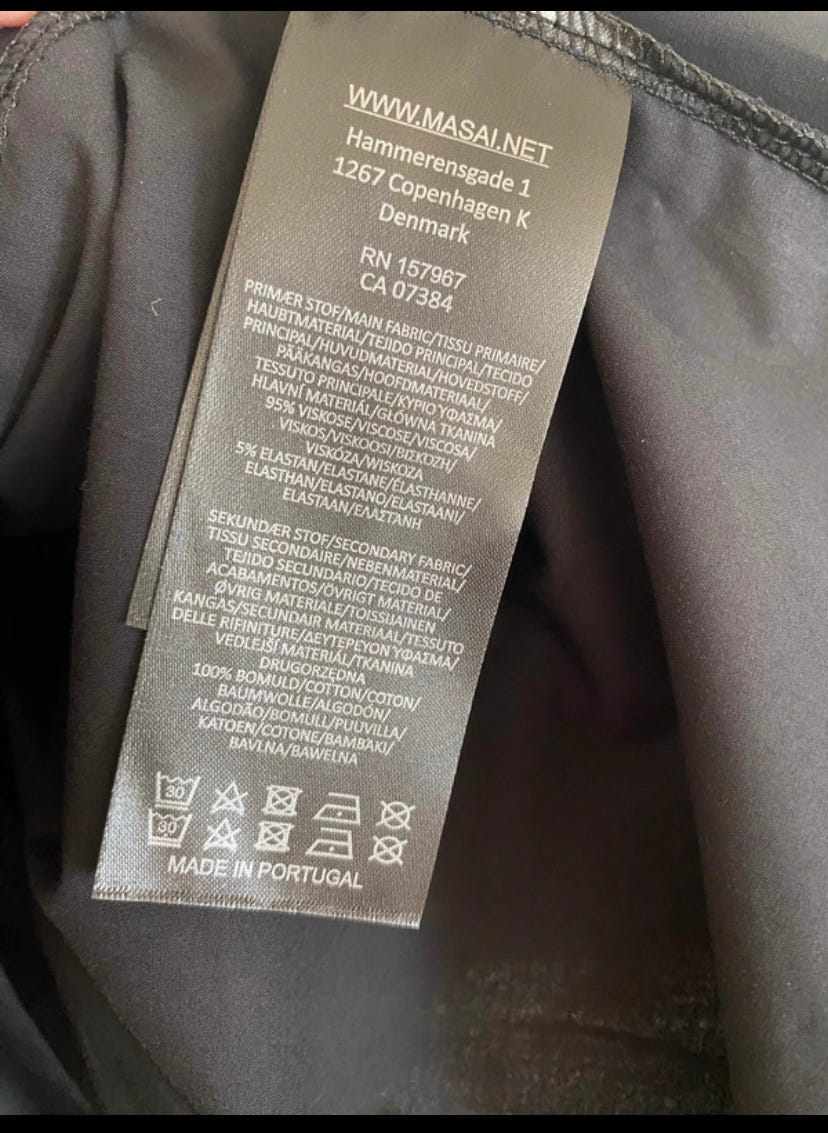 WWW.MASAI.NET
Hammerensgade 1
1267 Copenhagen K
Denmark
RN 157967
CA 07384
PRIMÆR STOF/MAIN FABRIC/TISSU PRIMAIRE/
HAUBTMATERIAL/TEJIDO PRINCIPAL/TECIDO
PRINCIPAL/HUVUDMATERIAL/HOVEDSTOFF/
PÄÄKANGAS/HOOFDMATERIAAL/
TESSUTO PRINCIPALE/ΚΥΡΙΟ ΥΦΑΣΜΑ/
HLAVNÍ MATERIÁL/GŁÓWNA TKANINA
95% VISKOSE/VISCOSE/VISCOSA/
VISKOS/VISKOOSI/ΒΙΣΚΟΖΗ/
VISKÓZA/WISKOZA
5% ELASTAN/ELASTANE/ÉLASTHANNE/
ELASTHAN/ELASTANO/ELASTAANI/
ELASTAAN/ΕΛΑΣΤΑΝΗ
SEKUNDÆR STOF/SECONDARY FABRIC/
TISSU SECONDAIRE/NEBENMATERIAL/
TEJIDO SECUNDÁRIO/TECIDO DE
ACABAMENTOS/ÖVRIGT MATERIAL/
ØVRIG MATERIALE/TOISSIJAINEN
KANGAS/SECUNDAIR MATERIAAL/TESSUTO
DELLE RIFINITURE/ΔΕΥΤΕΡΕΥΟΝ ΥΦΑΣΜΑ/
VEDLEJŠÍ MATERIÁL/TKANINA
DRUGORZĘDNA
100% BOMULD/COTTON/COTON/
BAUMWOLLE/ALGODÓN/
ALGODÃO/BOMULL/PUUVILLA/
KATOEN/COTONE/ΒΑΜΒΑΚΙ/
BAVLNA/BAWEŁNA
30
30
MADE IN PORTUGAL